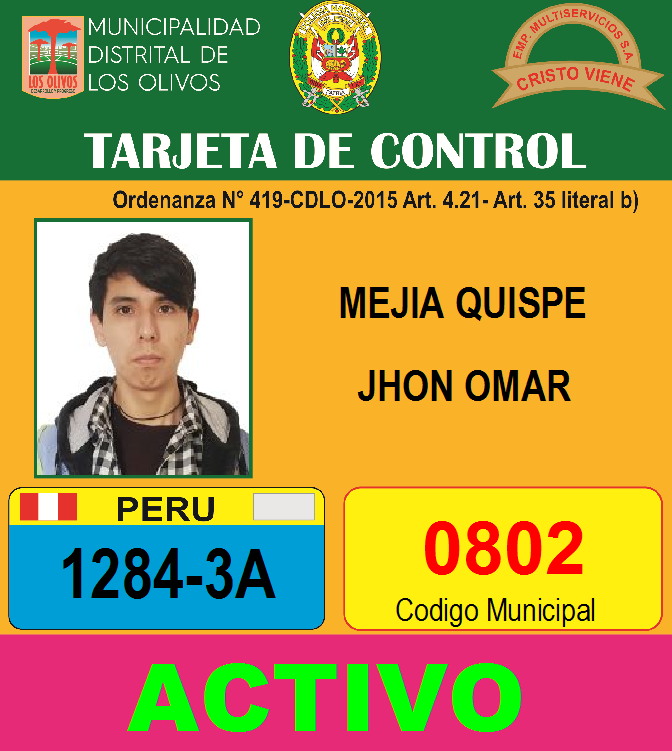 MUNICIPALIDAD
DISTRITAL DE
LOS OLIVOS
LOS OLIVOS
EMP. MULTISERVICIOS S.A.
CRISTO VIENE
TARJETA DE CONTROL
Ordenanza N° 419-CDLO-2015 Art. 4.21- Art. 35 literal b)
MEJIA QUISPE
JHON OMAR
PERU
1284-3A
0802
Codigo Municipal
ACTIVO